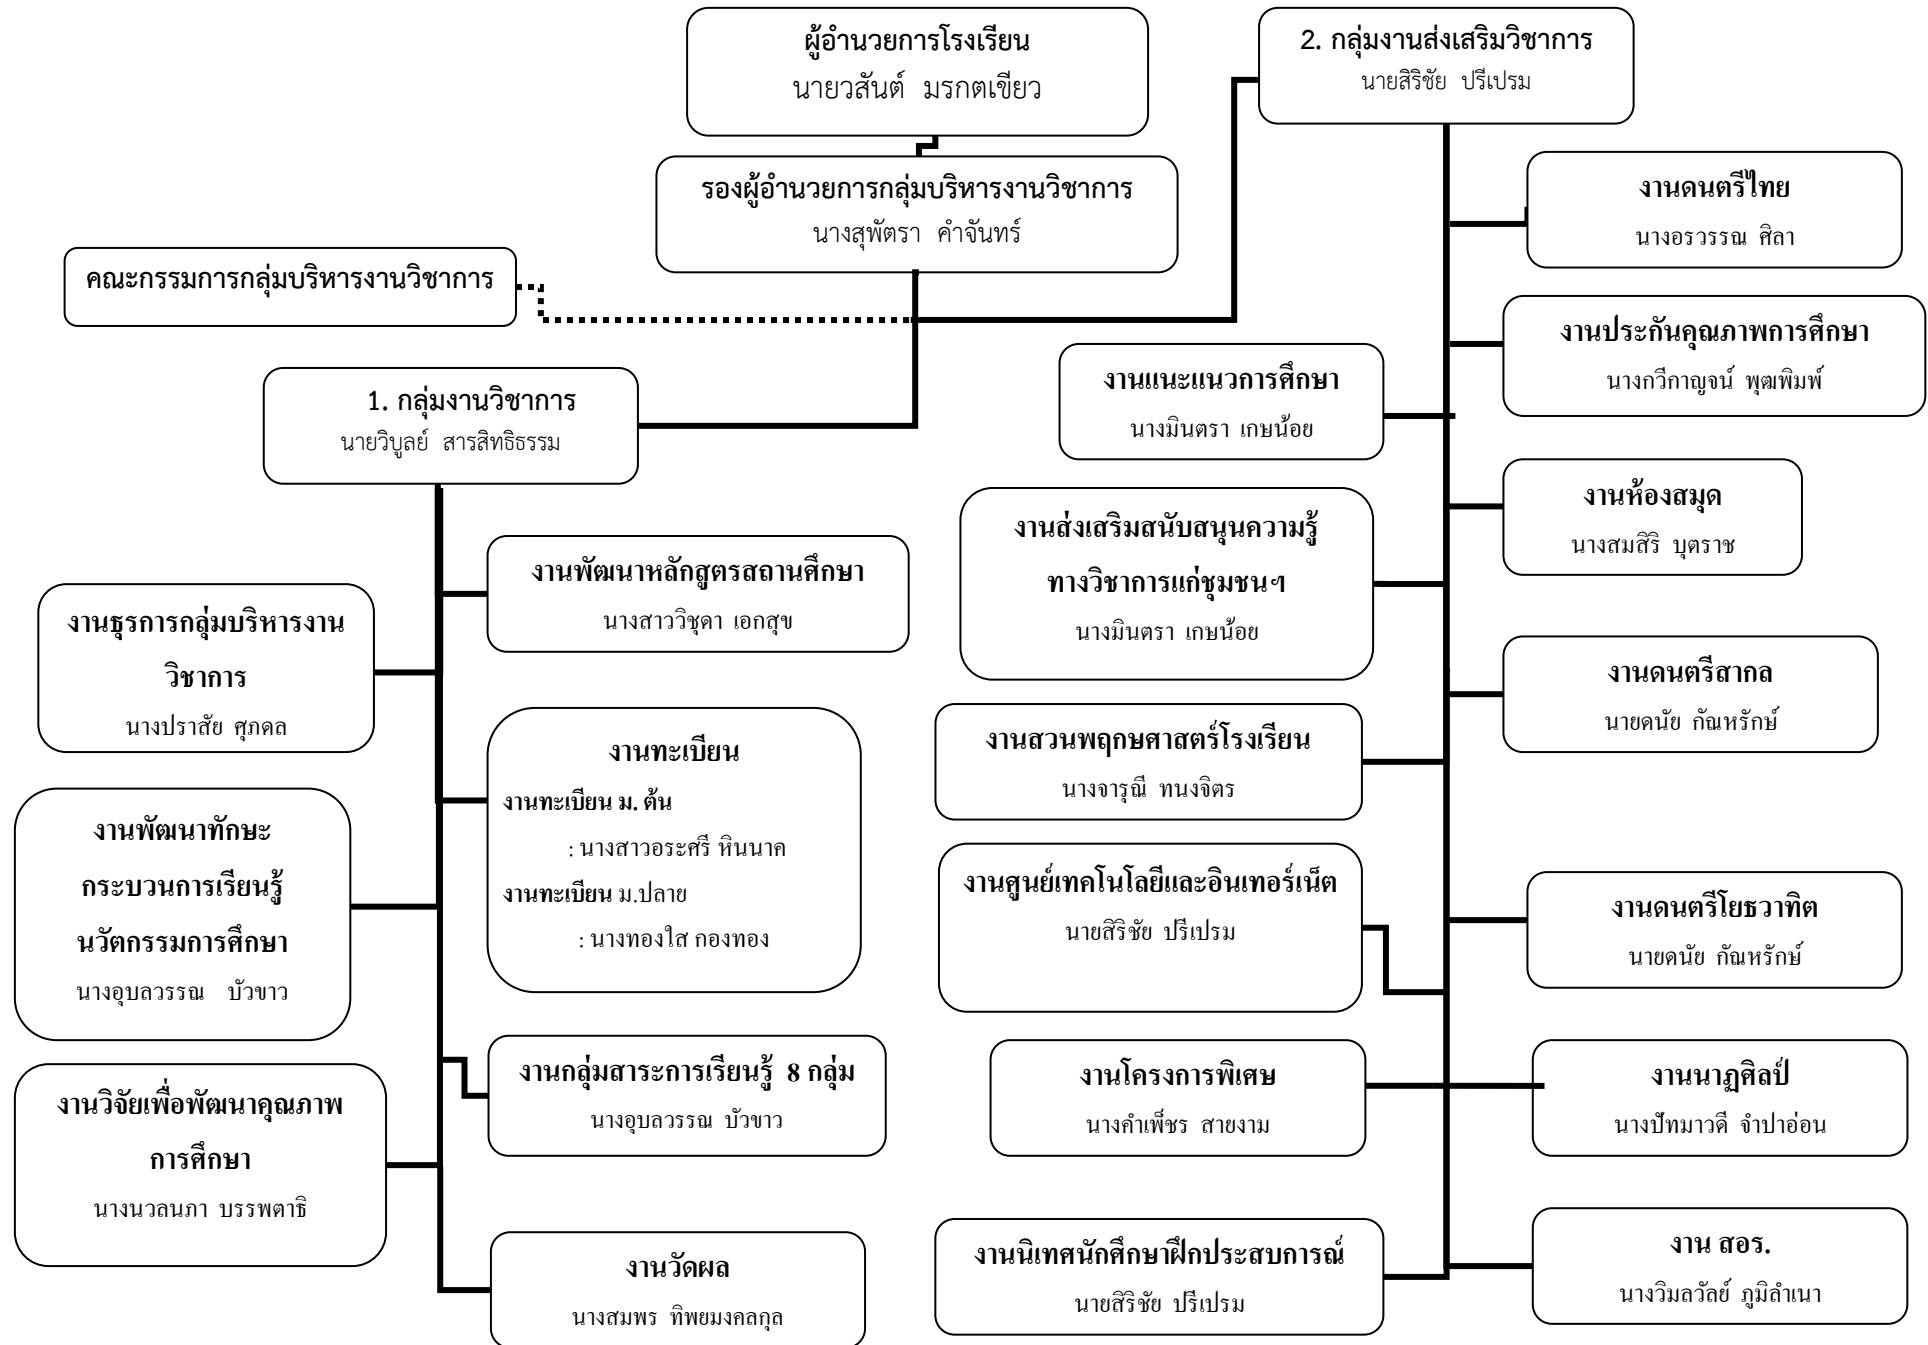 ผู้อำนวยการโรงเรียน
นายวสันต์ มรกตเขียว
2. กลุ่มงานส่งเสริมวิชาการ
นายสิริชัย ปรีเปรม
รองผู้อำนวยการกลุ่มบริหารงานวิชาการ
นางสุพัตรา คำจันทร์
งานดนตรีไทย
นางอรวรรณ ศิลา
คณะกรรมการกลุ่มบริหารงานวิชาการ
งานประกันคุณภาพการศึกษา
นางกวีกาญจน์ พุฒพิมพ์
งานแนะแนวการศึกษา
นางมินตรา เกษน้อย
1. กลุ่มงานวิชาการ
นายวิบูลย์ สารสิทธิธรรม
งานห้องสมุด
นางสมสิริ บุตราช
งานส่งเสริมสนับสนุนความรู้
ทางวิชาการแก่ชุมชนฯ
นางมินตรา เกษน้อย
งานพัฒนาหลักสูตรสถานศึกษา
นางสาววิชุดา เอกสุข
งานธุรการกลุ่มบริหารงาน
วิชาการ
นางปราสัย ศุภดล
งานดนตรีสากล
นายดนัย กัณหรักษ์
งานสวนพฤกษศาสตร์โรงเรียน
นางจารุณี ทนงจิตร
งานทะเบียน
งานทะเบียน ม. ต้น
: นางสาวอระศรี หินนาค
งานทะเบียน ม.ปลาย
: นางทองใส กองทอง
งานพัฒนาทักษะ
กระบวนการเรียนรู้
นวัตกรรมการศึกษา
นางอุบลวรรณ บัวขาว
งานศูนย์เทคโนโลยีและอินเทอร์เน็ต
นายสิริชัย ปรีเปรม
งานดนตรีโยธวาทิต
นายดนัย กัณหรักษ์
งานกลุ่มสาระการเรียนรู้ 8 กลุ่ม
นางอุบลวรรณ บัวขาว
งานโครงการพิเศษ
นางคำเพ็ชร สายงาม
งานนาฏศิลป์
นางปัทมาวดี จำปาอ่อน
งานวิจัยเพื่อพัฒนาคุณภาพ
การศึกษา
นางนวลนภา บรรพตาธิ
งานวัดผล
นางสมพร ทิพยมงคลกุล
งานนิเทศนักศึกษาฝึกประสบการณ์
นายสิริชัย ปรีเปรม
งาน สอร.
นางวิมลวัลย์ ภูมิลำเนา